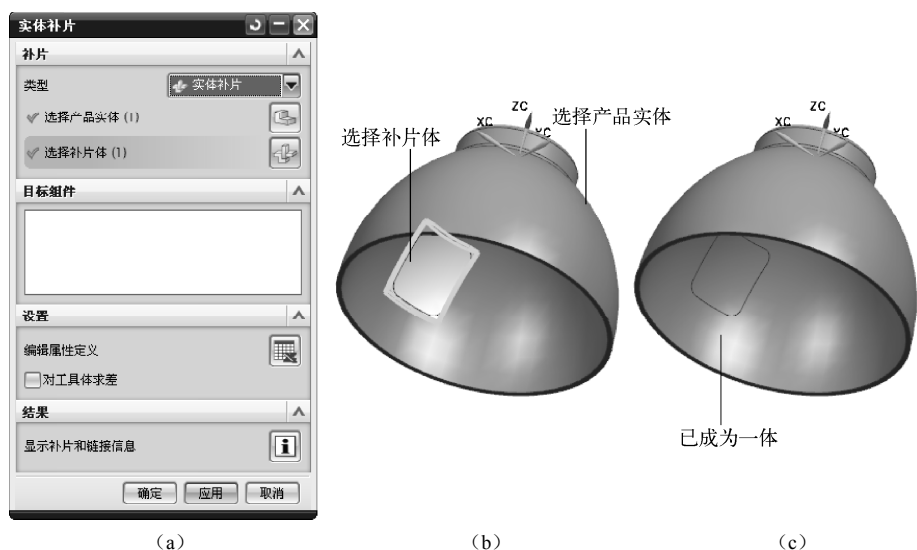 实体补片
补片
类型
实体补片
选择产品实体 (1)
选择补片体 (1)
目标组件
设置
编辑属性定义
对工具体求差
结果
显示补片和链接信息
确定 应用 取消
(a)
选择补片体
ZC
XC
YC
选择产品实体
(b)
ZC
XC
YC
已成为一体
(c)